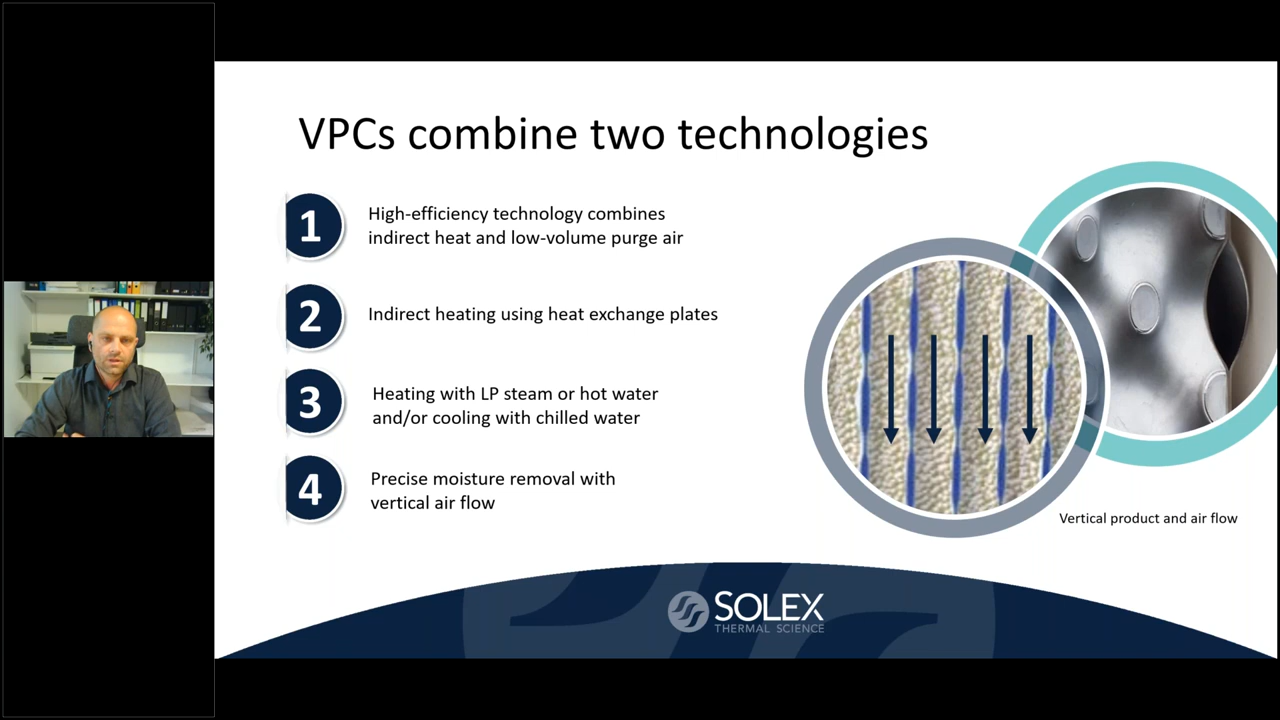 VPCs combine two technologies
1
High-efficiency technology combines
indirect heat and low-volume purge air
2
Indirect heating using heat exchange plates
3
Heating with LP steam or hot water
and/or cooling with chilled water
4
Precise moisture removal with
vertical air flow
Vertical product and air flow
SOLEX
THERMAL SCIENCE